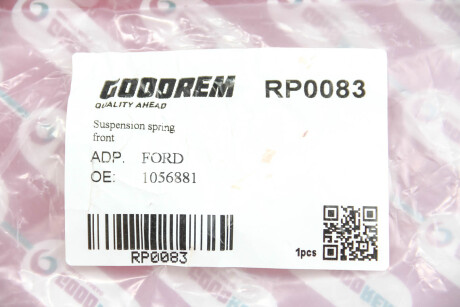 GOODREM RP0083
QUALITY AHEAD
Suspension spring
front
ADP. FORD
OE: 1056881
RP0083
1pcs